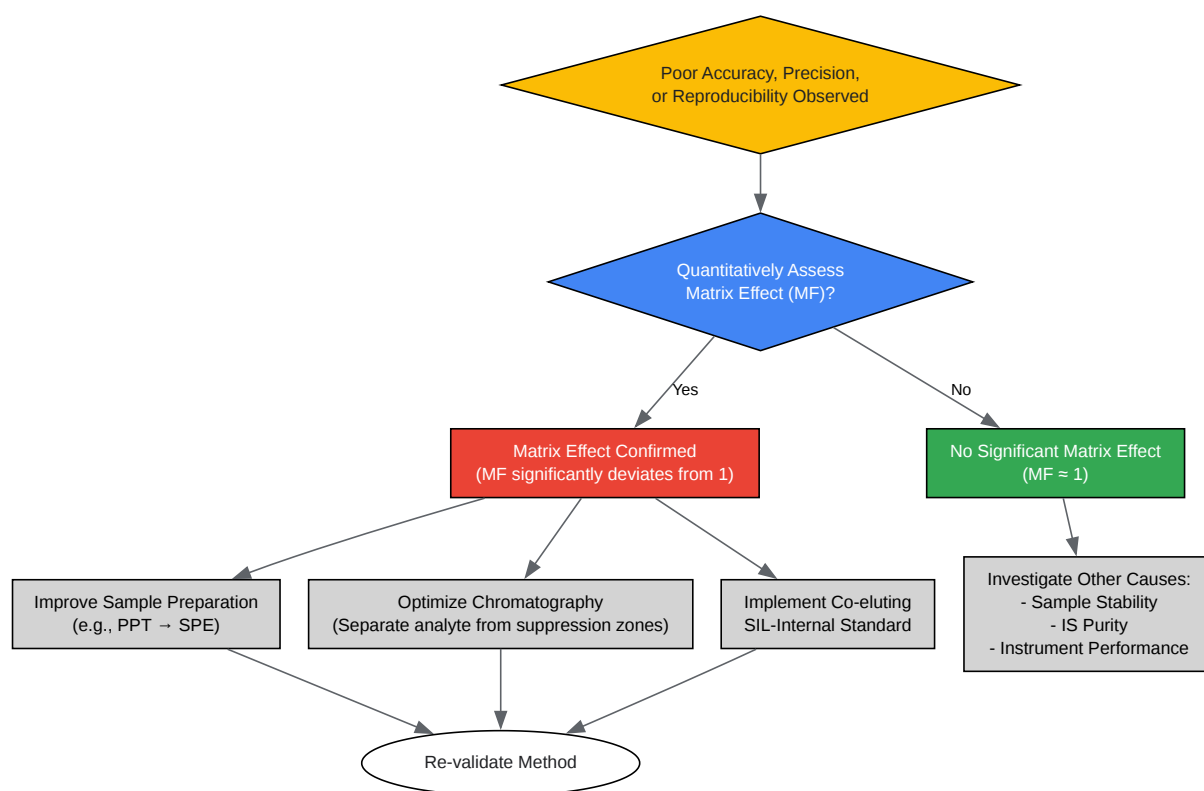 Poor Accuracy, Precision,
or Reproducibility Observed
Quantitatively Assess
Matrix Effect (MF)?
Yes
No
Matrix Effect Confirmed
(MF significantly deviates from 1)
No Significant Matrix Effect
(MF ≈ 1)
Improve Sample Preparation
(e.g., PPT → SPE)
Optimize Chromatography
(Separate analyte from suppression zones)
Implement Co-eluting
SIL-Internal Standard
Investigate Other Causes:
- Sample Stability
- IS Purity
- Instrument Performance
Re-validate Method